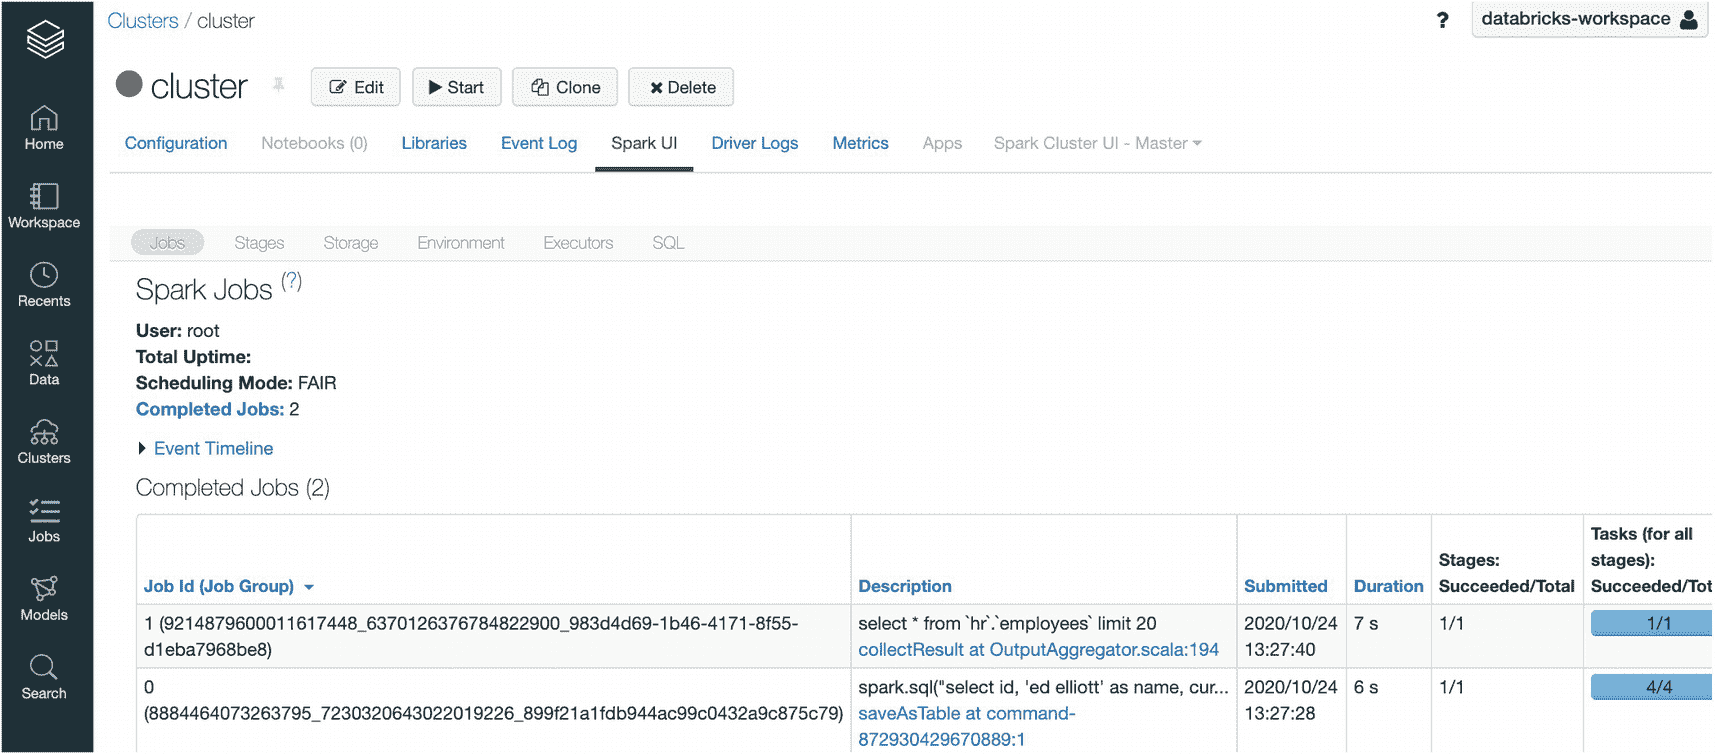 Clusters / cluster
? databricks-workspace
cluster Edit Start Clone Delete
Configuration Notebooks (0) Libraries Event Log Spark UI Driver Logs Metrics Apps Spark Cluster UI - Master
Home
Workspace
Recents
Data
Clusters
Jobs
Models
Search
Jobs Stages Storage Environment Executors SQL
Spark Jobs (?)
User: root
Total Uptime:
Scheduling Mode: FAIR
Completed Jobs: 2
Event Timeline
Completed Jobs (2)
Job Id (Job Group)
Description
Submitted
Duration
Stages:
Succeeded/Total
Tasks (for all
stages):
Succeeded/Tot
1 (9214879600011617448_6370126376784822900_983d4d69-1b46-4171-8f55-
d1eba7968be8)
select * from `hr`.`employees` limit 20
collectResult at OutputAggregator.scala:194
2020/10/24
13:27:40
7 s
1/1
1/1
0
(8884464073263795_7230320643022019226_899f21a1fdb944ac99c0432a9c875c79)
spark.sql("select id, 'ed elliott' as name, cur...
saveAsTable at command-
872930429670889:1
2020/10/24
13:27:28
6 s
1/1
4/4